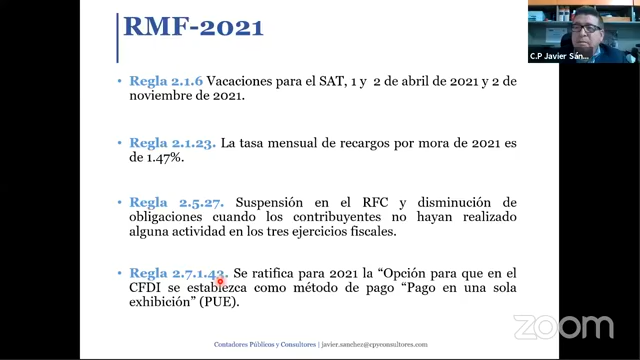 RMF-2021
• Regla 2.1.6 Vacaciones para el SAT, 1 y 2 de abril de 2021 y 2 de
noviembre de 2021.
• Regla 2.1.23. La tasa mensual de recargos por mora de 2021 es
de 1.47%.
• Regla 2.5.27. Suspensión en el RFC y disminución de
obligaciones cuando los contribuyentes no hayan realizado
alguna actividad en los tres ejercicios fiscales.
• Regla 2.7.1.43. Se ratifica para 2021 la “Opción para que en el
CFDI se establezca como método de pago “Pago en una sola
exhibición” (PUE).
Contadores Públicos y Consultores | javier.sanchez@cpyconsultores.com
C.P Javier Sán...
zoom